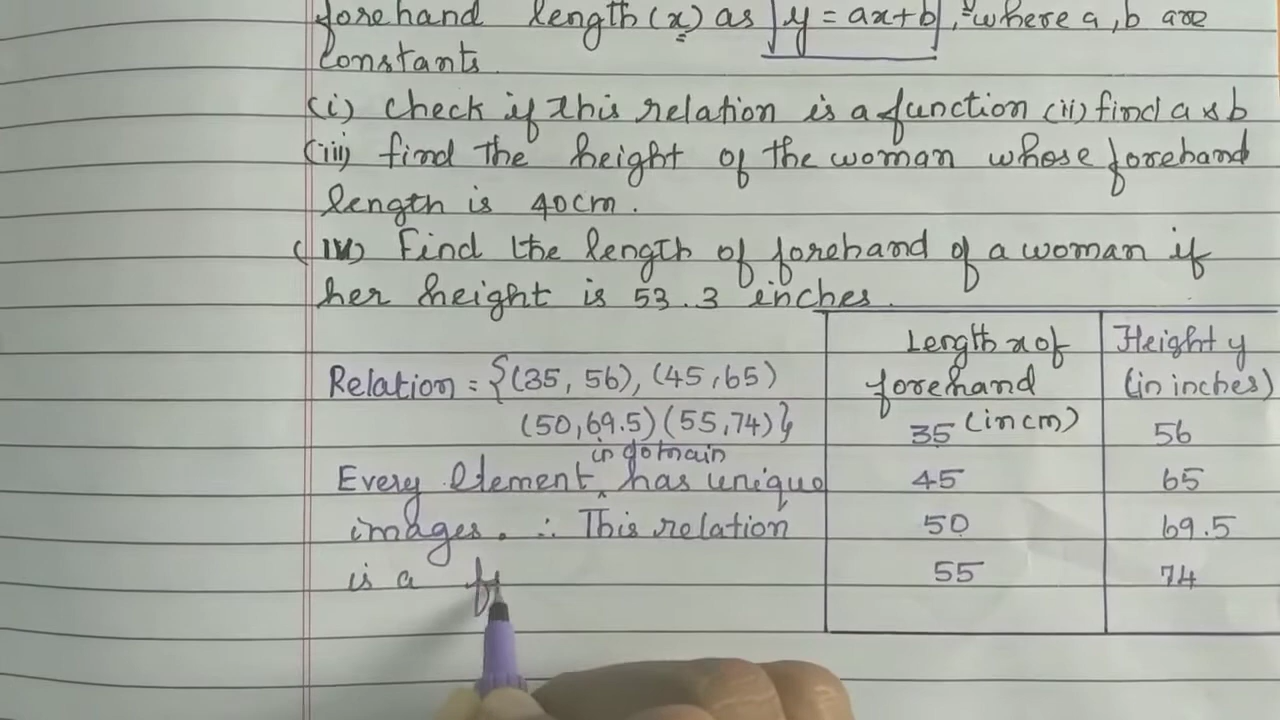 forehand length(x) as y = ax+b, where a, b are
constants.
(i) check if this relation is a function (ii) find a & b
(iii) find the height of the woman whose forehand
length is 40cm.
(iv) Find the length of forehand of a woman if
her height is 53.3 inches.
Relation = {(35, 56), (45, 65)
(50, 69.5) (55, 74)}
in domain
Every Element ^ has unique
images. ∴ This relation
is a
Length x of Height y
forehand (in inches)
(in cm)
35 56
45 65
50 69.5
55 74